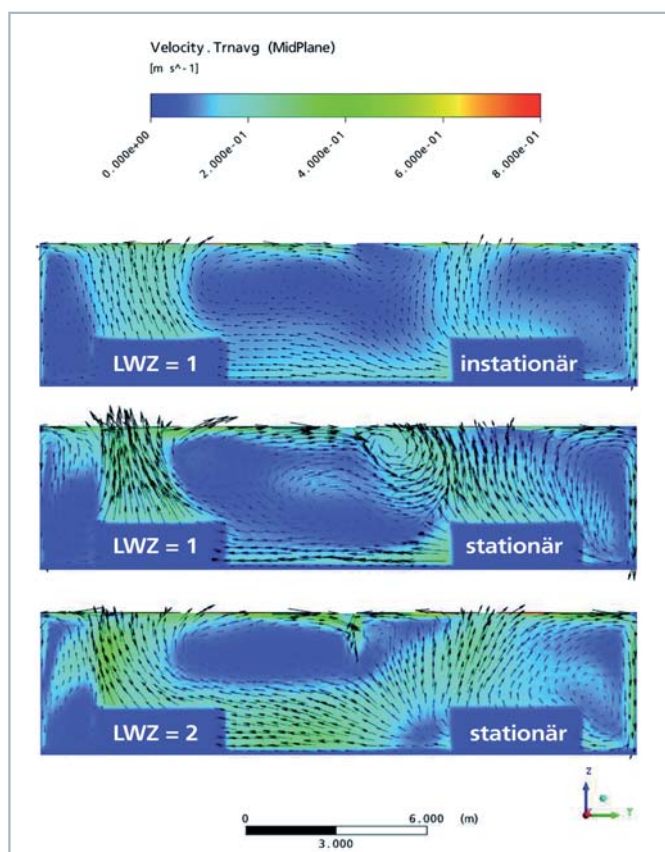 Velocity.Trnavg (MidPlane)
[m s^-1]
0.000e+00 2.000e-01 4.000e-01 6.000e-01 8.000e-01
LWZ = 1 instationär
LWZ = 1 stationär
LWZ = 2 stationär
Z
Y
0 6.000 (m)
3.000